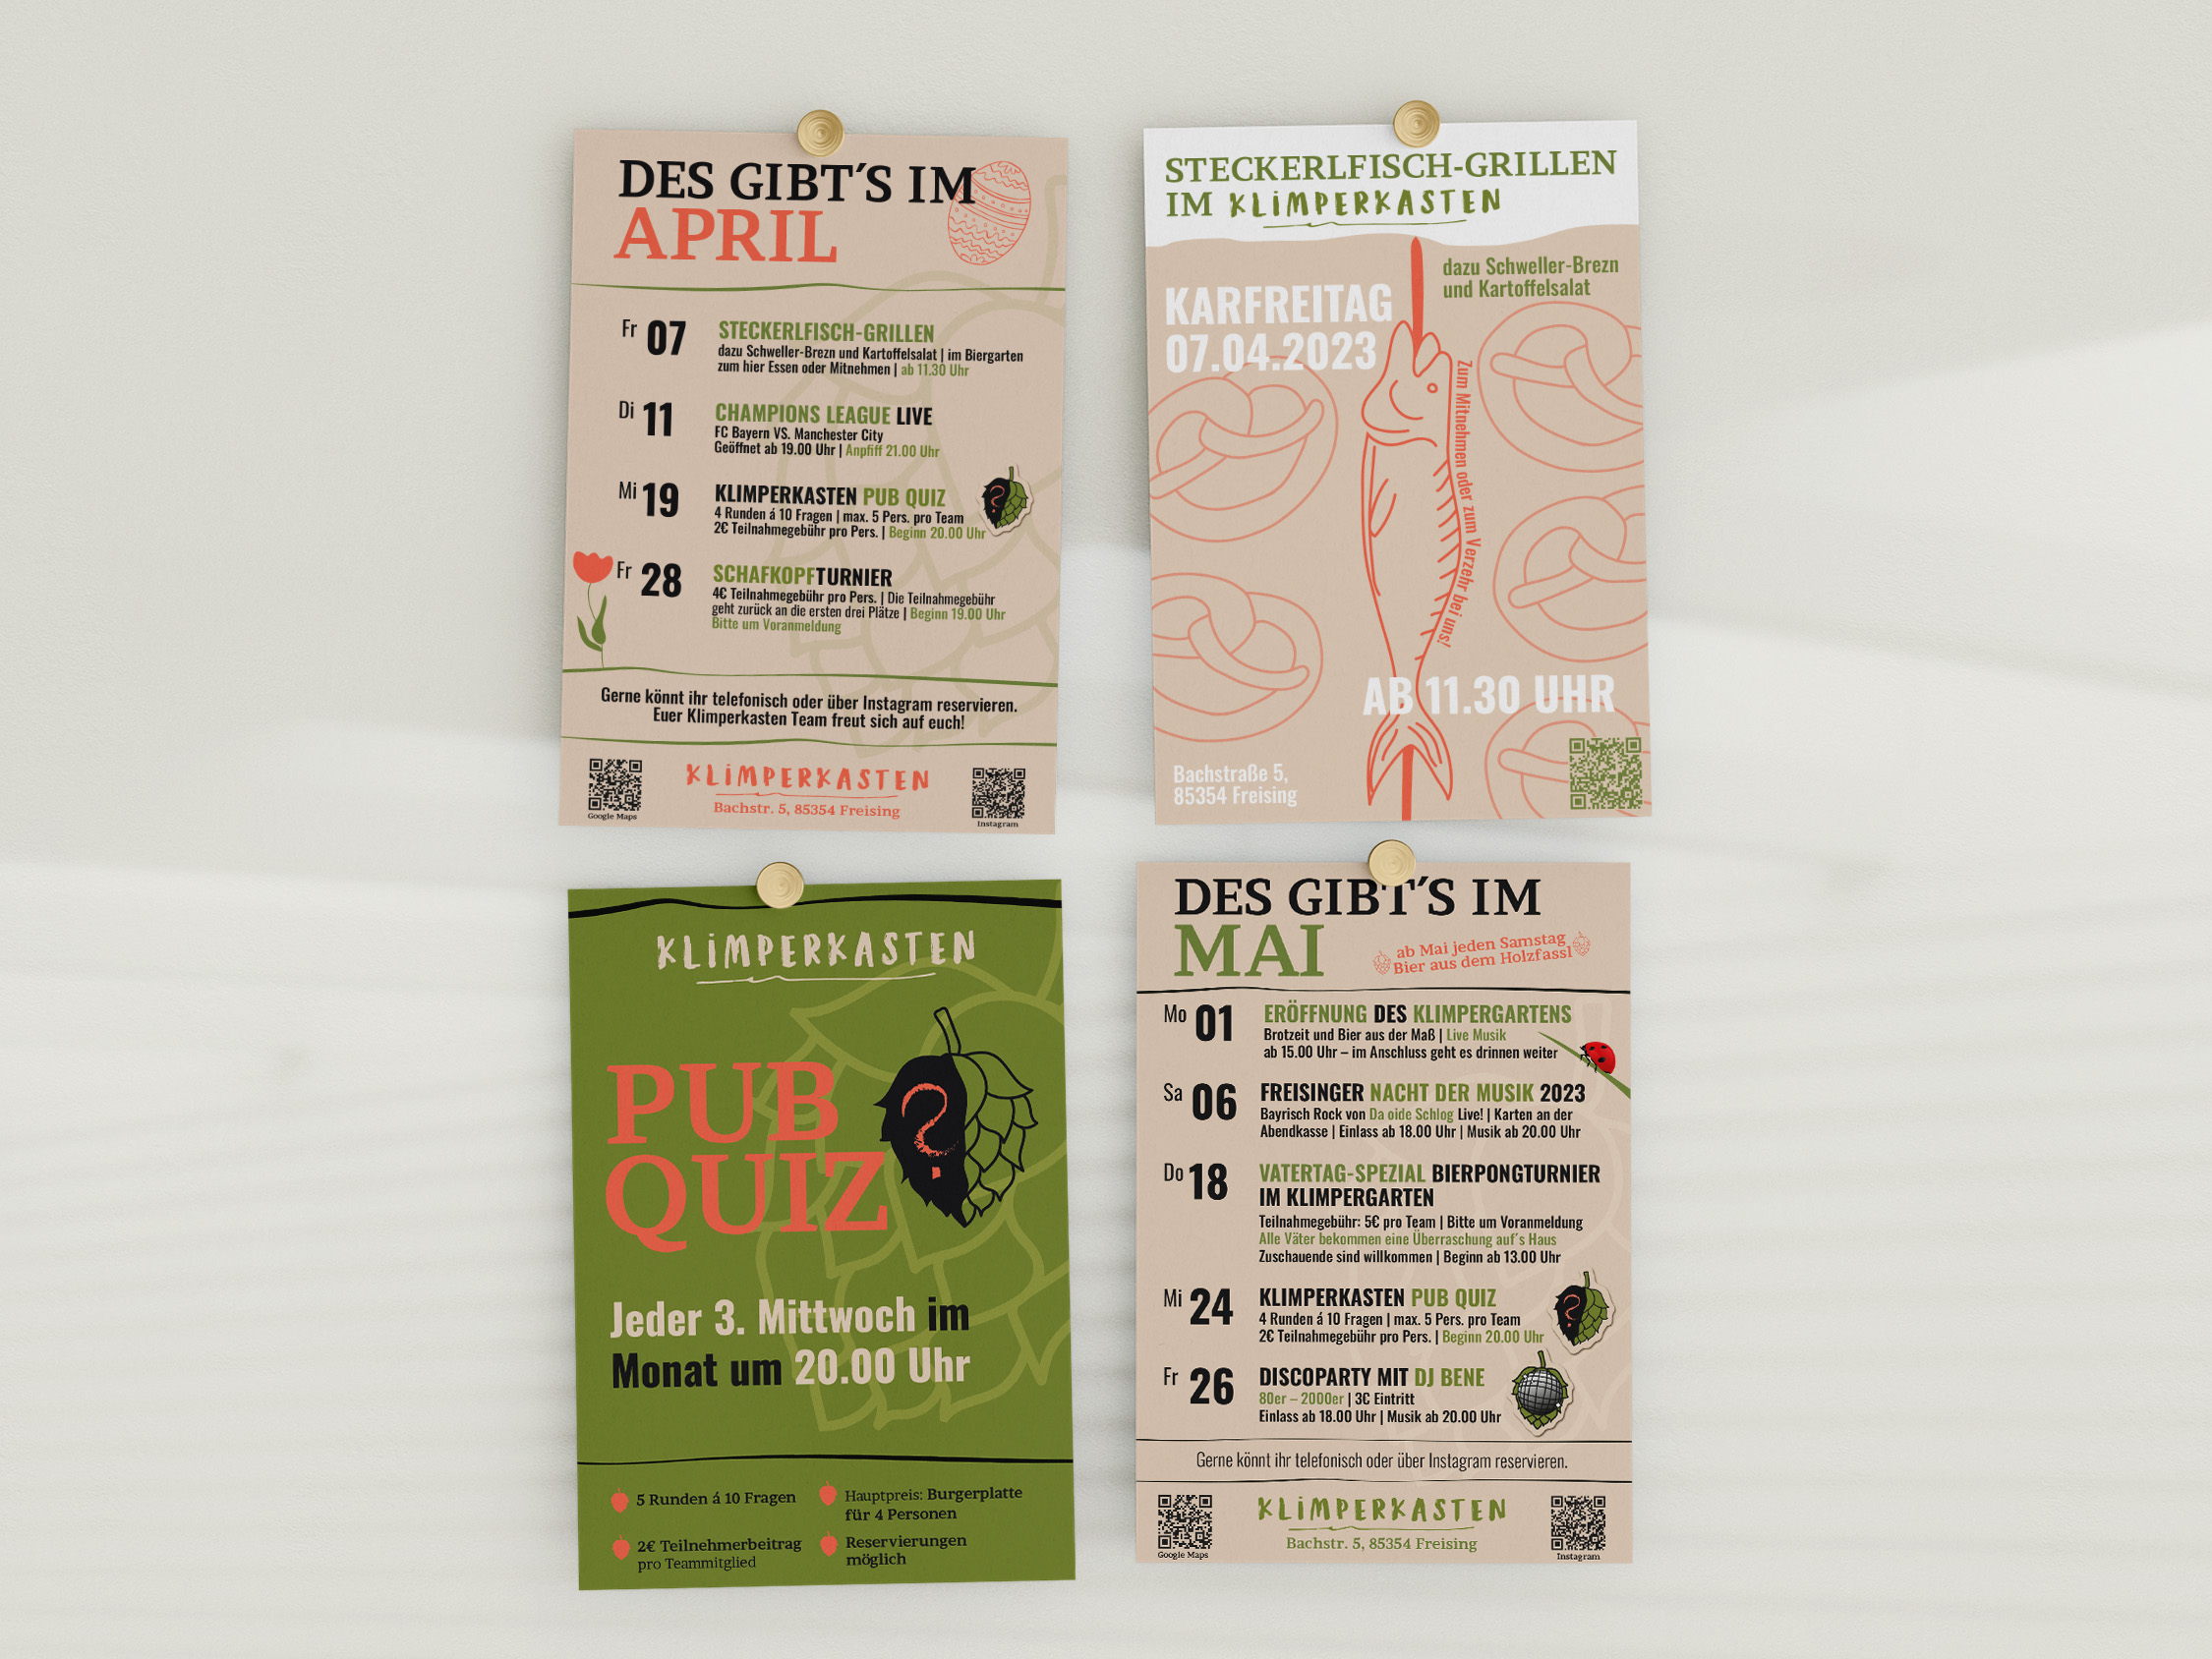 DES GIBT´S IM
APRIL
Fr 07
STECKERLFISCH-GRILLEN
dazu Schweller-Brezn und Kartoffelsalat | im Biergarten
zum hier Essen oder Mitnehmen | ab 11.30 Uhr
Di 11
CHAMPIONS LEAGUE LIVE
FC Bayern VS. Manchester City
Geöffnet ab 19.00 Uhr | Anpfiff 21.00 Uhr
Mi 19
KLIMPERKASTEN PUB QUIZ
4 Runden á 10 Fragen | max. 5 Pers. pro Team
2€ Teilnahmegebühr pro Pers. | Beginn 20.00 Uhr
?
Fr 28
SCHAFKOPFTURNIER
4€ Teilnahmegebühr pro Pers. | Die Teilnahmegebühr
geht zurück an die ersten drei Plätze | Beginn 19.00 Uhr
Bitte um Voranmeldung
Gerne könnt ihr telefonisch oder über Instagram reservieren.
Euer Klimperkasten Team freut sich auf euch!
KLiMPERKASTEN
Bachstr. 5, 85354 Freising
Google Maps
Instagram
STECKERLFISCH-GRILLEN
IM KLiMPERKASTEN
dazu Schweller-Brezn
und Kartoffelsalat
KARFREITAG
07.04.2023
Zum Mitnehmen oder zum Verzehr bei uns!
AB 11.30 UHR
Bachstraße 5,
85354 Freising
KLiMPERKASTEN
PUB
QUIZ
?
Jeder 3. Mittwoch im
Monat um 20.00 Uhr
5 Runden á 10 Fragen
2€ Teilnehmerbeitrag
pro Teammitglied
Hauptpreis: Burgerplatte
für 4 Personen
Reservierungen
möglich
DES GIBT´S IM
MAI
ab Mai jeden Samstag
Bier aus dem Holzfassl
Mo 01
ERÖFFNUNG DES KLIMPERGARTENS
Brotzeit und Bier aus der Maß | Live Musik
ab 15.00 Uhr – im Anschluss geht es drinnen weiter
Sa 06
FREISINGER NACHT DER MUSIK 2023
Bayrisch Rock von Da oide Schlog Live! | Karten an der
Abendkasse | Einlass ab 18.00 Uhr | Musik ab 20.00 Uhr
Do 18
VATERTAG-SPEZIAL BIERPONGTURNIER
IM KLIMPERGARTEN
Teilnahmegebühr: 5€ pro Team | Bitte um Voranmeldung
Alle Väter bekommen eine Überraschung auf´s Haus
Zuschauende sind willkommen | Beginn ab 13.00 Uhr
Mi 24
KLIMPERKASTEN PUB QUIZ
4 Runden á 10 Fragen | max. 5 Pers. pro Team
2€ Teilnahmegebühr pro Pers. | Beginn 20.00 Uhr
?
Fr 26
DISCOPARTY MIT DJ BENE
80er – 2000er | 3€ Eintritt
Einlass ab 18.00 Uhr | Musik ab 20.00 Uhr
Gerne könnt ihr telefonisch oder über Instagram reservieren.
KLiMPERKASTEN
Bachstr. 5, 85354 Freising
Google Maps
Instagram